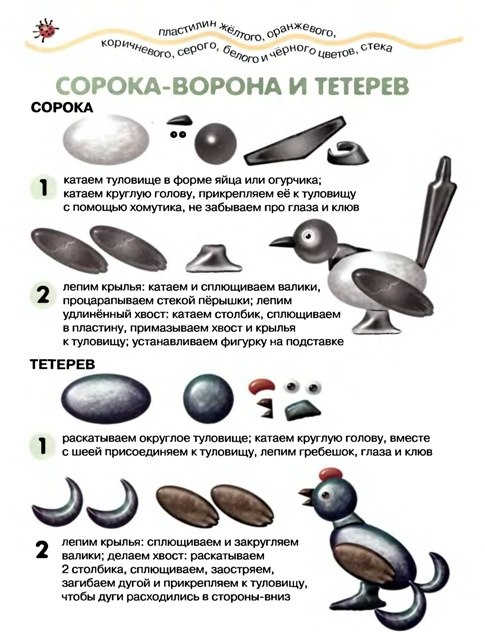 пластилин жёлтого, оранжевого,
коричневого, серого, белого и чёрного цветов, стека
СОРОКА-ВОРОНА И ТЕТЕРЕВ
СОРОКА
1 катаем туловище в форме яйца или огурчика;
катаем круглую голову, прикрепляем её к туловищу
с помощью хомутика, не забываем про глаза и клюв
2 лепим крылья: катаем и сплющиваем валики,
процарапываем стекой пёрышки; лепим
удлинённый хвост: катаем столбик, сплющиваем
в пластину, примазываем хвост и крылья
к туловищу; устанавливаем фигурку на подставке
ТЕТЕРЕВ
1 раскатываем округлое туловище; катаем круглую голову, вместе
с шеей присоединяем к туловищу, лепим гребешок, глаза и клюв
2 лепим крылья: сплющиваем и закругляем
валики; делаем хвост: раскатываем
2 столбика, сплющиваем, заостряем,
загибаем дугой и прикрепляем к туловищу,
чтобы дуги расходились в стороны-вниз